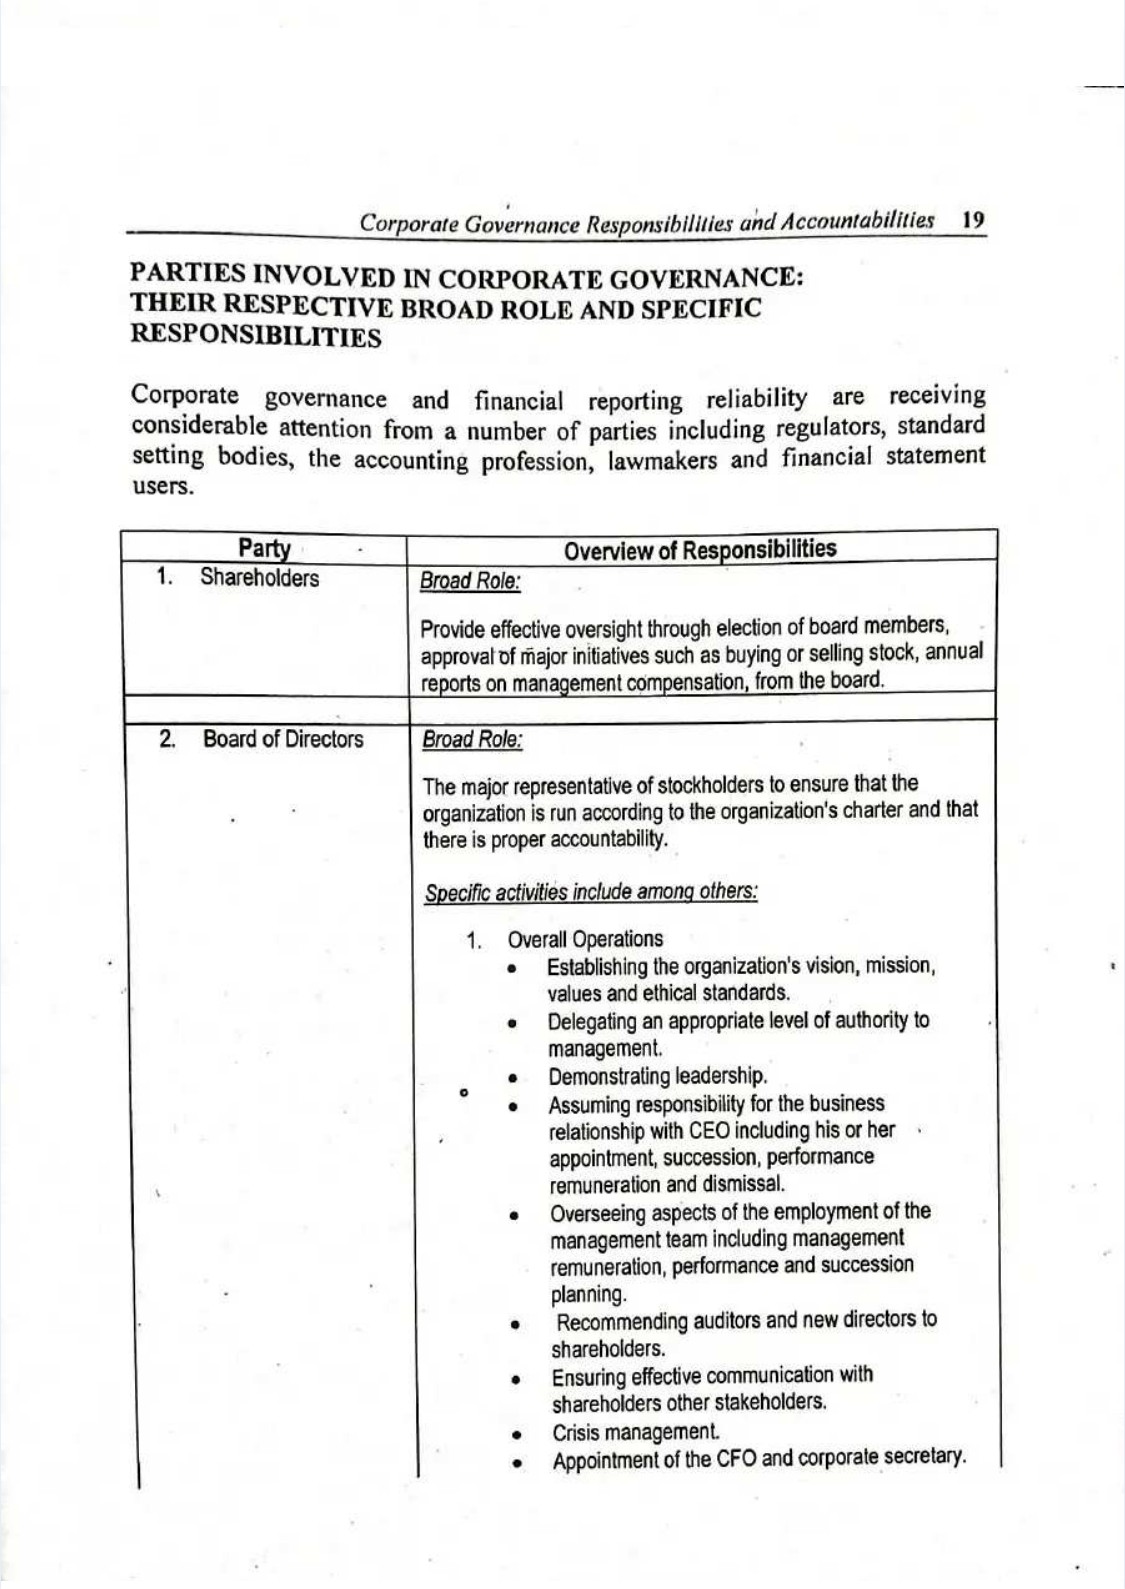 Corporate Governance Responsibilities and Accountabilities 19
PARTIES INVOLVED IN CORPORATE GOVERNANCE:
THEIR RESPECTIVE BROAD ROLE AND SPECIFIC
RESPONSIBILITIES
Corporate governance and financial reporting reliability are receiving
considerable attention from a number of parties including regulators, standard
setting bodies, the accounting profession, lawmakers and financial statement
users.
Party Overview of Responsibilities
1. Shareholders Broad Role:
Provide effective oversight through election of board members,
approval of major initiatives such as buying or selling stock, annual
reports on management compensation, from the board.
2. Board of Directors Broad Role:
The major representative of stockholders to ensure that the
organization is run according to the organization's charter and that
there is proper accountability.
Specific activities include among others:
1. Overall Operations
• Establishing the organization's vision, mission,
values and ethical standards.
• Delegating an appropriate level of authority to
management.
• Demonstrating leadership.
• Assuming responsibility for the business
relationship with CEO including his or her
appointment, succession, performance
remuneration and dismissal.
• Overseeing aspects of the employment of the
management team including management
remuneration, performance and succession
planning.
• Recommending auditors and new directors to
shareholders.
• Ensuring effective communication with
shareholders other stakeholders.
• Crisis management.
• Appointment of the CFO and corporate secretary.